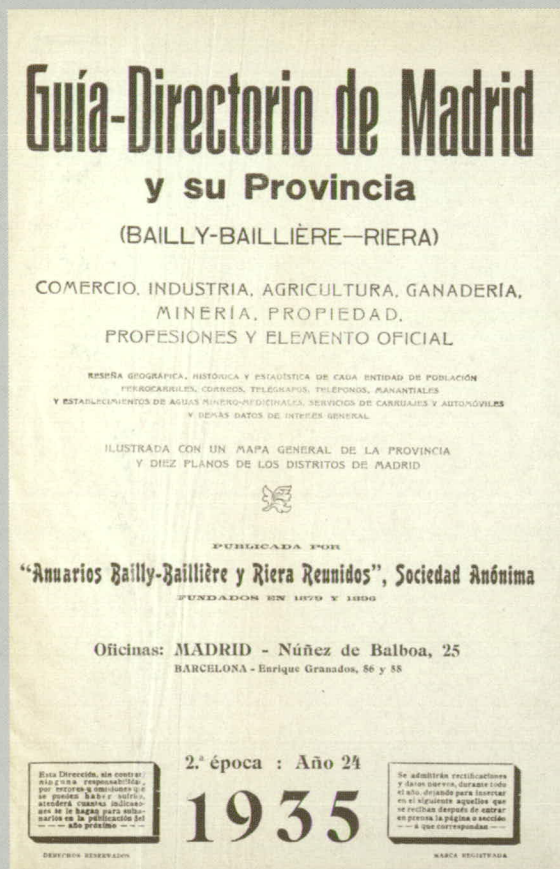 Guía-Directorio de Madrid
y su Provincia
(BAILLY-BAILLIÈRE—RIERA)
COMERCIO, INDUSTRIA, AGRICULTURA, GANADERÍA,
MINERÍA, PROPIEDAD,
PROFESIONES Y ELEMENTO OFICIAL
RESEÑA GEOGRÁFICA, HISTÓRICA Y ESTADÍSTICA DE CADA ENTIDAD DE POBLACIÓN
FERROCARRILES, CORREOS, TELÉGRAFOS, TELÉFONOS, MANANTIALES
Y ESTABLECIMIENTOS DE AGUAS MINERO-MEDICINALES, SERVICIOS DE CARRUAJES Y AUTOMÓVILES
Y DEMÁS DATOS DE INTERÉS GENERAL
ILUSTRADA CON UN MAPA GENERAL DE LA PROVINCIA
Y DIEZ PLANOS DE LOS DISTRITOS DE MADRID
PUBLICADA POR
"Anuarios Bailly-Baillière y Riera Reunidos", Sociedad Anónima
FUNDADOS EN 1879 Y 1896
Oficinas: MADRID - Núñez de Balboa, 25
BARCELONA - Enrique Granados, 86 y 88
2.ª época : Año 24
1935
Esta Dirección, sin contraer
ninguna responsabilidad,
por errores u omisiones que
se puedan haber sufrido,
atenderá cuantas indicacio-
nes le hagan para subsa-
narlos en la publicación del
— — — año próximo — — —
DERECHOS RESERVADOS
Se admitirán rectificaciones
y datos nuevos, durante todo
el año, dejando para insertar
en el siguiente aquellos que
se reciban después de entrar
en prensa la página o sección
— a que correspondan —
MARCA REGISTRADA